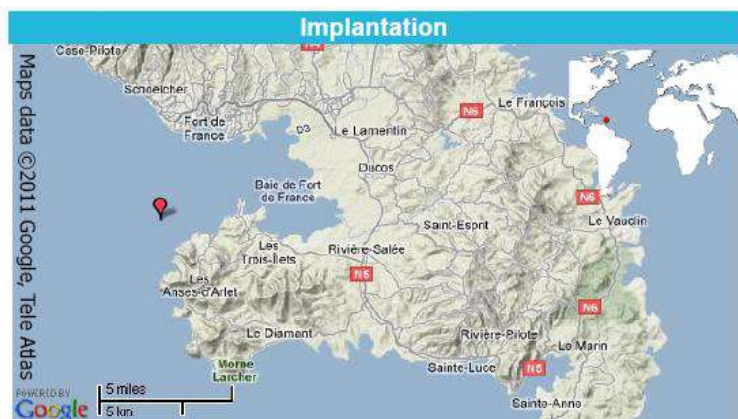 Implantation
Maps data ©2011 Google, Tele Atlas
Case-Pilote
Schoelcher
Fort de
France
D3
Le Lamentin
N6
Le François
Ducos
Baie de Fort
de France
N6
Le Vauclin
Saint-Esprit
Les
Trois-Ilets
Rivière-Salée
N5
Les
Anses-d'Arlet
N6
Le Diamant
Rivière-Pilote
Le Marin
Morne
Larcher
Sainte-Luce
N5
Sainte-Anne
POWERED BY
Google
5 miles
5 km